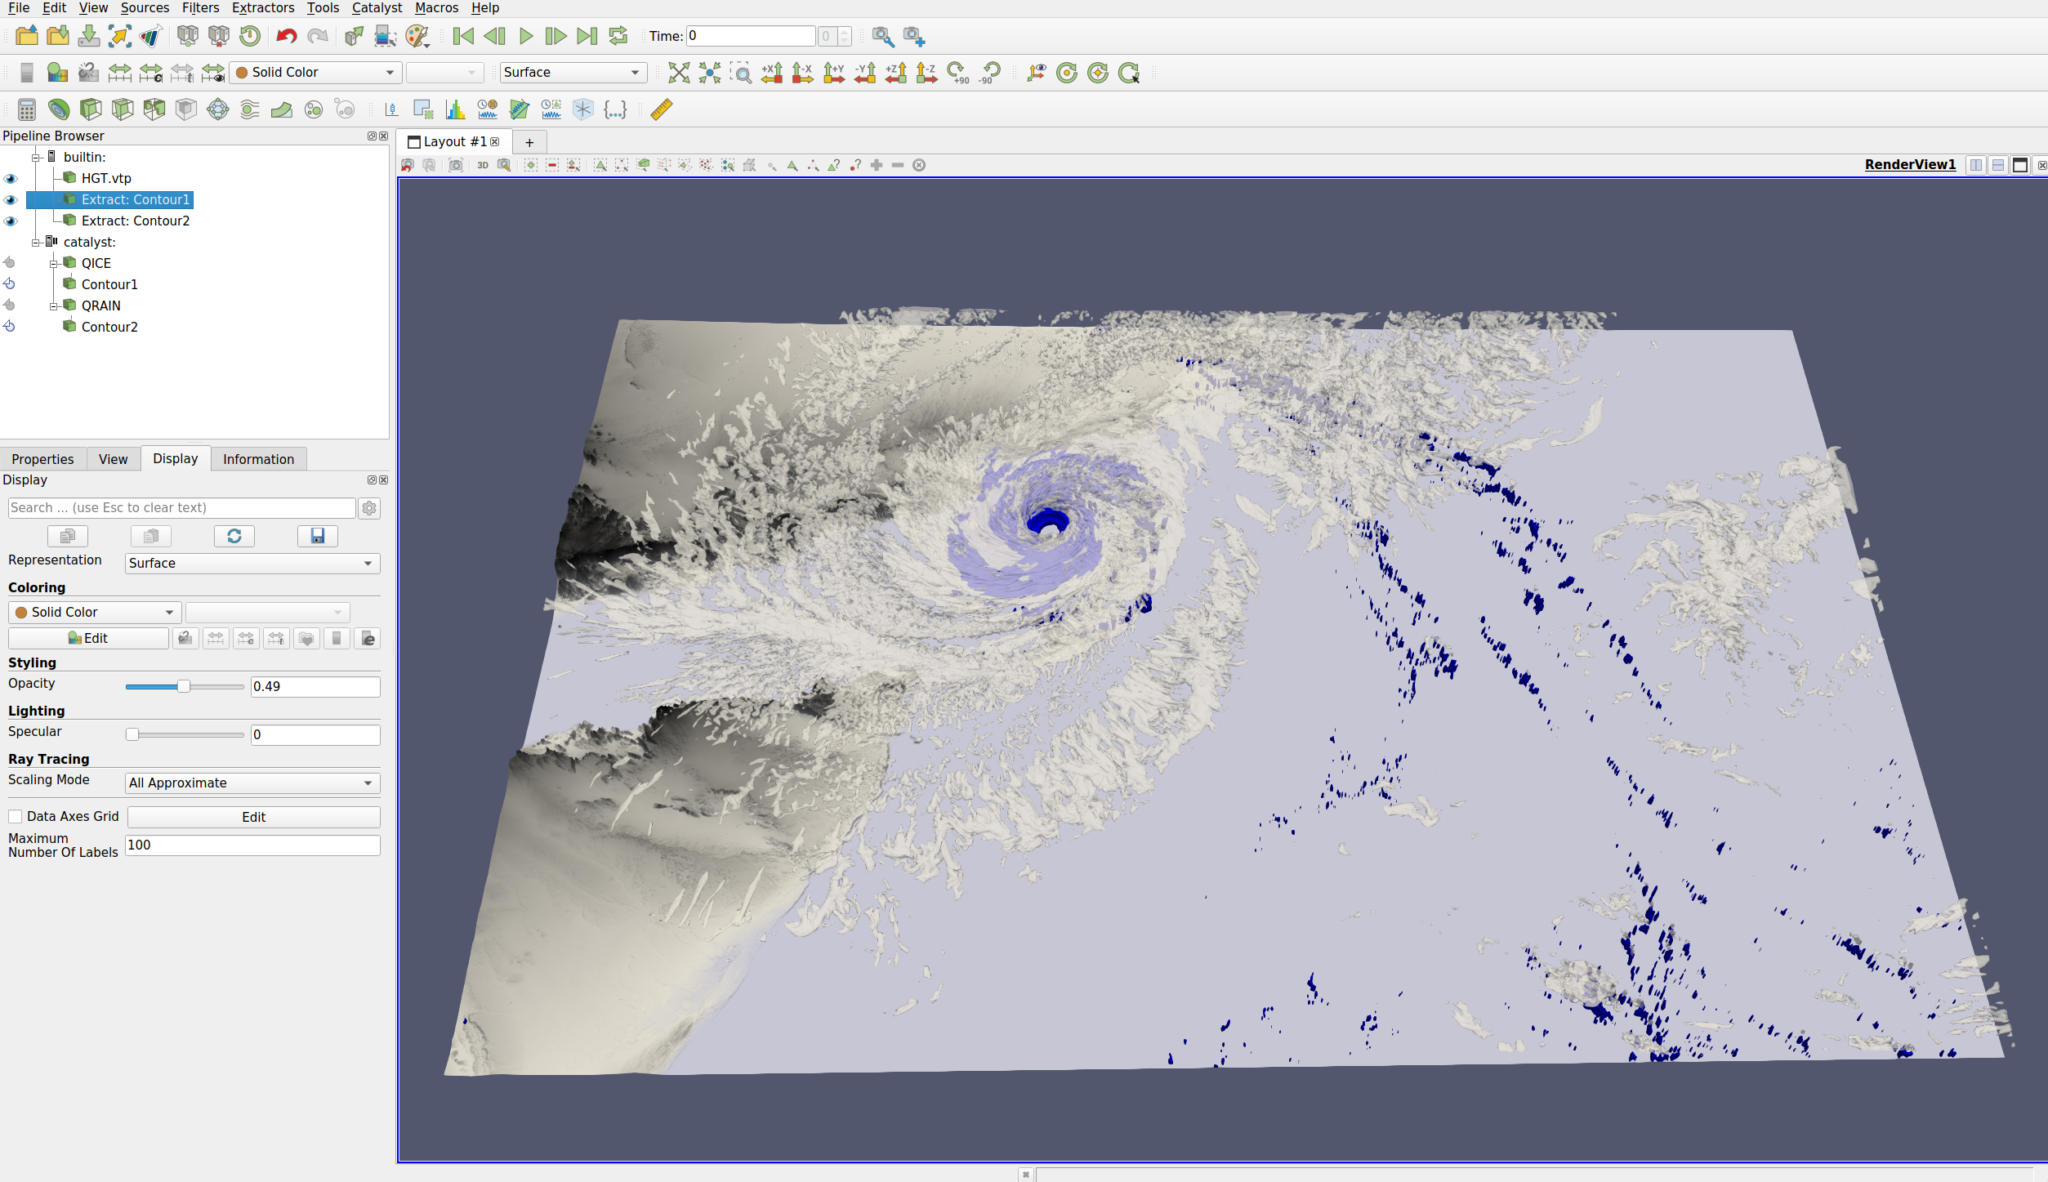 File Edit View Sources Filters Extractors Tools Catalyst Macros Help
Time: 0 0
Solid Color Surface +X -X +Y -Y +Z -Z +90 -90
Pipeline Browser
Layout #1 +
3D RenderView1
builtin:
HGT.vtp
Extract: Contour1
Extract: Contour2
catalyst:
QICE
Contour1
QRAIN
Contour2
Properties View Display Information
Display
Search ... (use Esc to clear text)
Representation Surface
Coloring
Solid Color
Edit
Styling
Opacity 0.49
Lighting
Specular 0
Ray Tracing
Scaling Mode All Approximate
Data Axes Grid Edit
Maximum
Number Of Labels 100